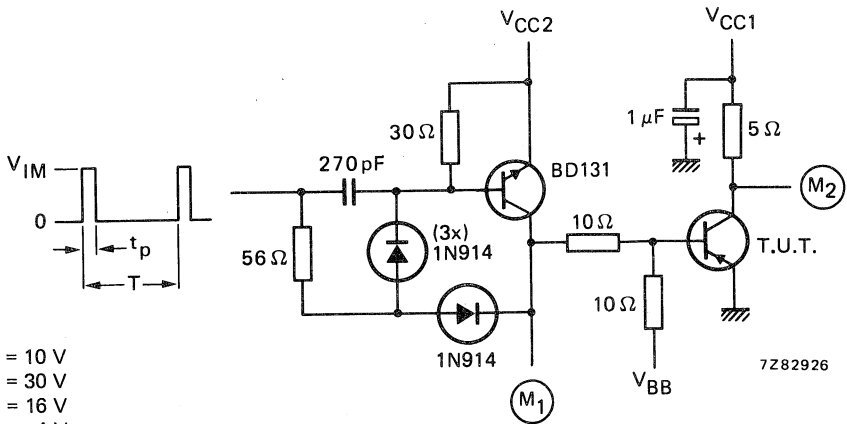 V_CC2
V_CC1
30 Ω
1 μF
+
5 Ω
270 pF
BD131
M_2
V_IM
0
t_p
T
56 Ω
(3x)
1N914
10 Ω
T.U.T.
10 Ω
1N914
V_BB
7Z82926
M_1
= 10 V
= 30 V
= 16 V